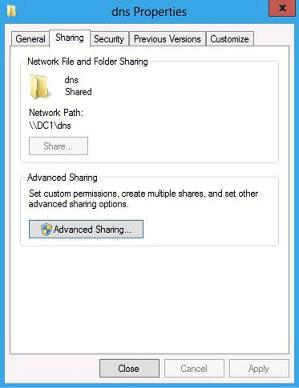 dns Properties
x
General Sharing Security Previous Versions Customize
Network File and Folder Sharing
dns
Shared
Network Path:
\\DC1\dns
Share...
Advanced Sharing
Set custom permissions, create multiple shares, and set other
advanced sharing options.
Advanced Sharing...
Close Cancel Apply